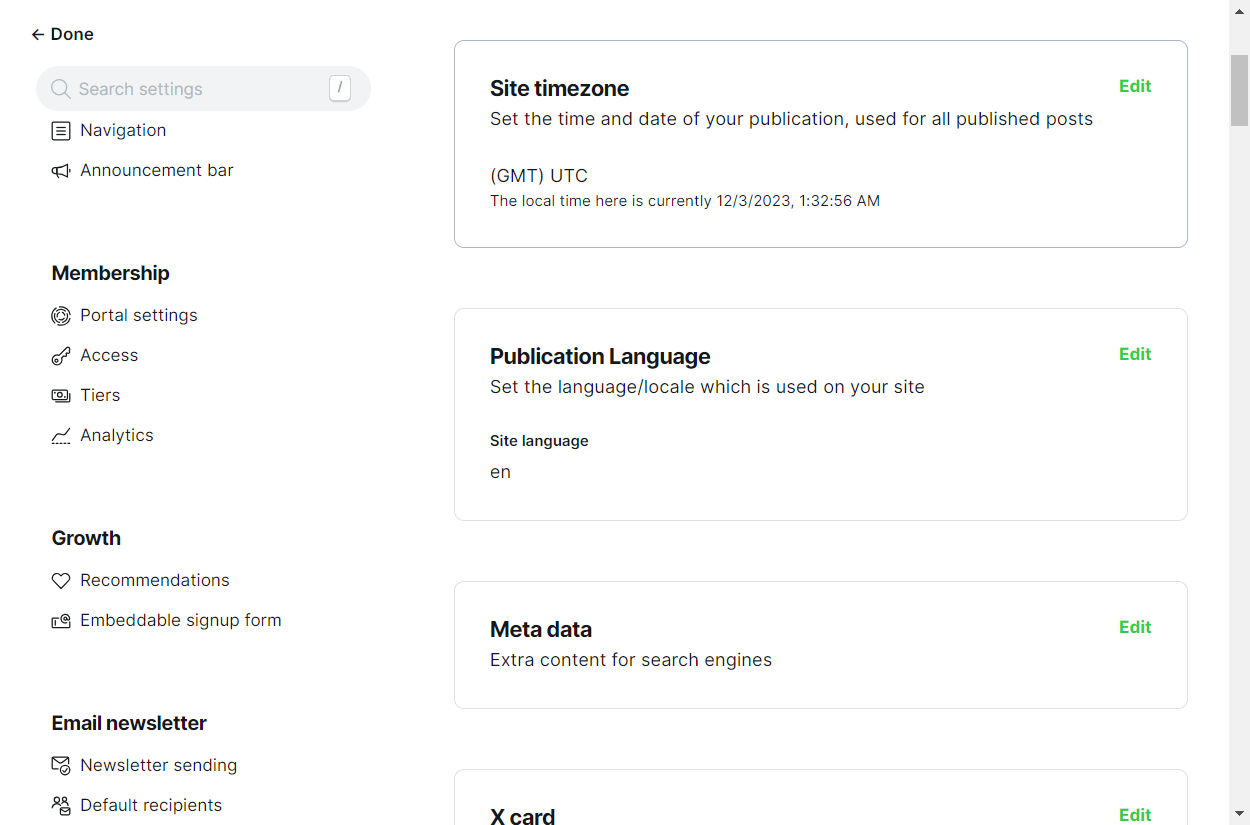 ← Done
Search settings /
Navigation
Announcement bar
Membership
Portal settings
Access
Tiers
Analytics
Growth
Recommendations
Embeddable signup form
Email newsletter
Newsletter sending
Default recipients
Site timezone
Edit
Set the time and date of your publication, used for all published posts
(GMT) UTC
The local time here is currently 12/3/2023, 1:32:56 AM
Publication Language
Edit
Set the language/locale which is used on your site
Site language
en
Meta data
Edit
Extra content for search engines
X card
Edit